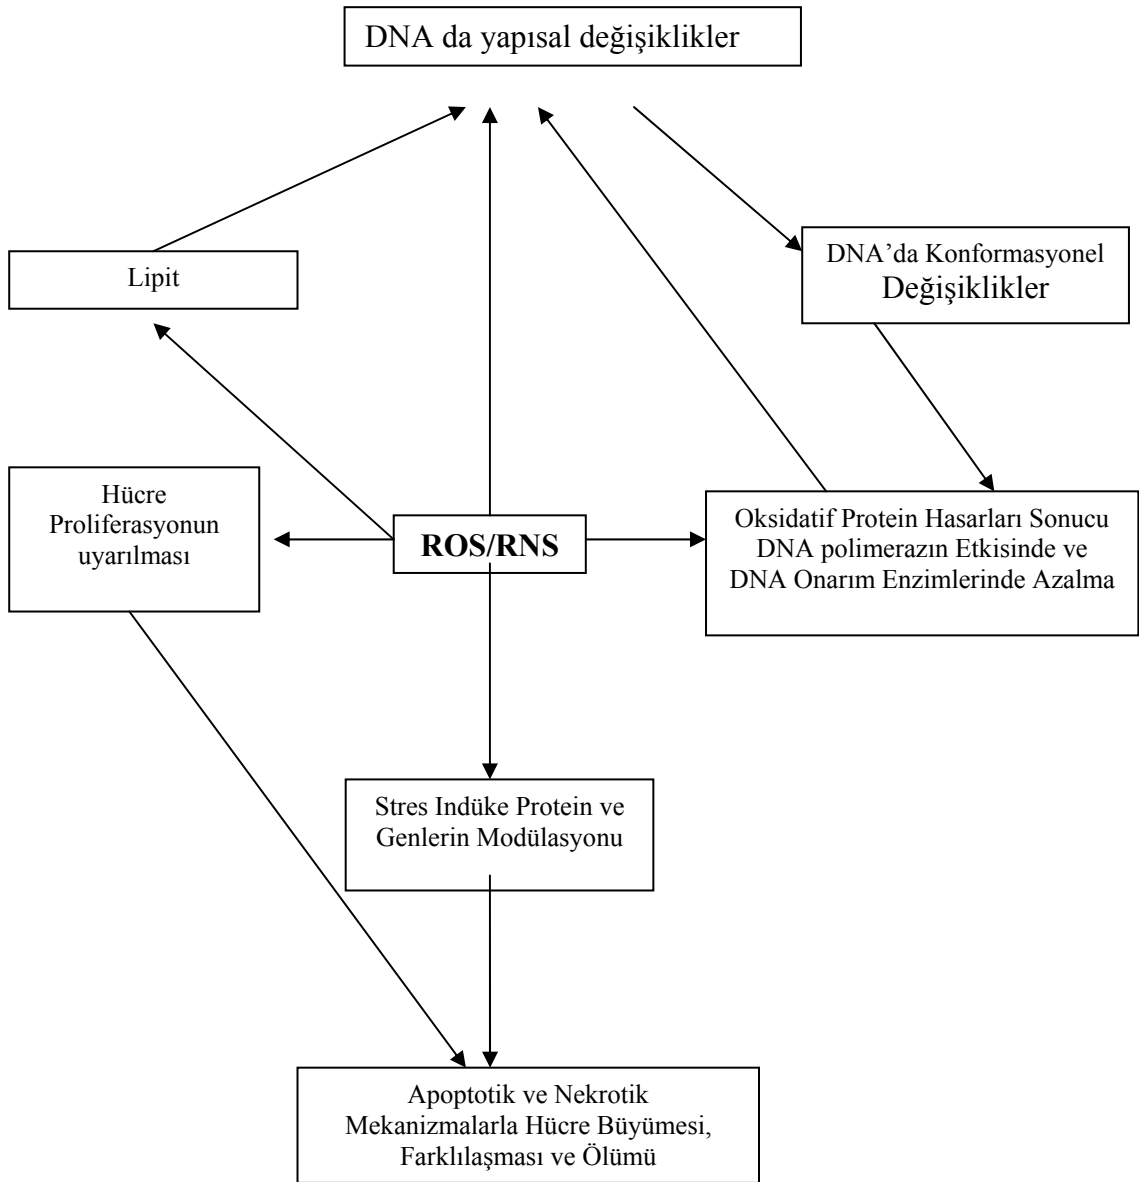 DNA da yapısal değişiklikler
Lipit
DNA’da Konformasyonel
Değişiklikler
Hücre
Proliferasyonun
uyarılması
ROS/RNS
Oksidatif Protein Hasarları Sonucu
DNA polimerazın Etkisinde ve
DNA Onarım Enzimlerinde Azalma
Stres Indüke Protein ve
Genlerin Modülasyonu
Apoptotik ve Nekrotik
Mekanizmalarla Hücre Büyümesi,
Farklılaşması ve Ölümü